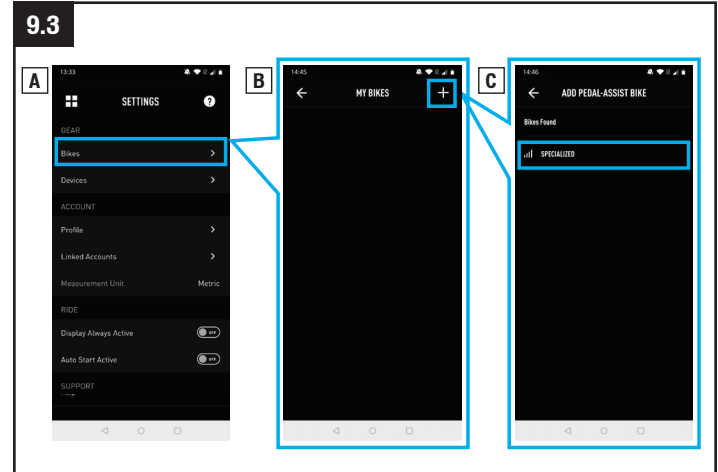 9.3
A
13:33
SETTINGS
?
GEAR
Bikes
Devices
ACCOUNT
Profile
Linked Accounts
Measurement Unit Metric
RIDE
Display Always Active OFF
Auto Start Active OFF
SUPPORT
B
14:45
MY BIKES
C
14:46
ADD PEDAL-ASSIST BIKE
Bikes Found
SPECIALIZED